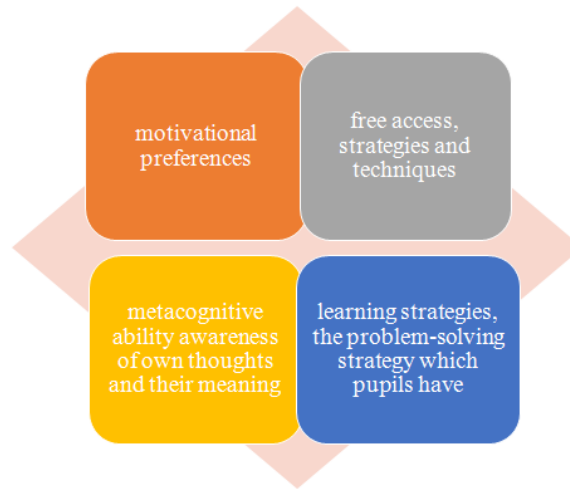 motivational
preferences
free access,
strategies and
techniques
metacognitive
ability awareness
of own thoughts
and their meaning
learning strategies,
the problem-solving
strategy which
pupils have